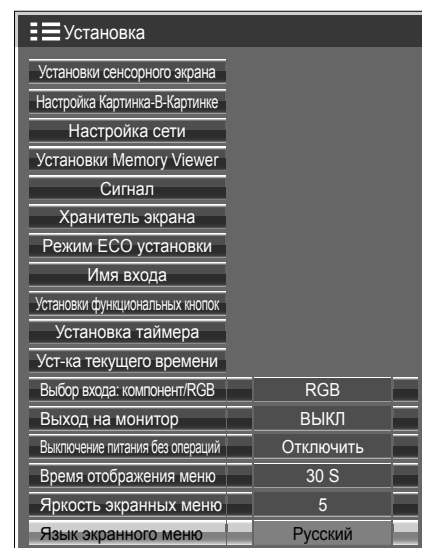 Установка
Установки сенсорного экрана
Настройка Картинка-В-Картинке
Настройка сети
Установки Memory Viewer
Сигнал
Хранитель экрана
Режим ECO установки
Имя входа
Установки функциональных кнопок
Установка таймера
Уст-ка текущего времени
Выбор входа: компонент/RGB RGB
Выход на монитор ВЫКЛ
Выключение питания без операций Отключить
Время отображения меню 30 S
Яркость экранных меню 5
Язык экранного меню Русский